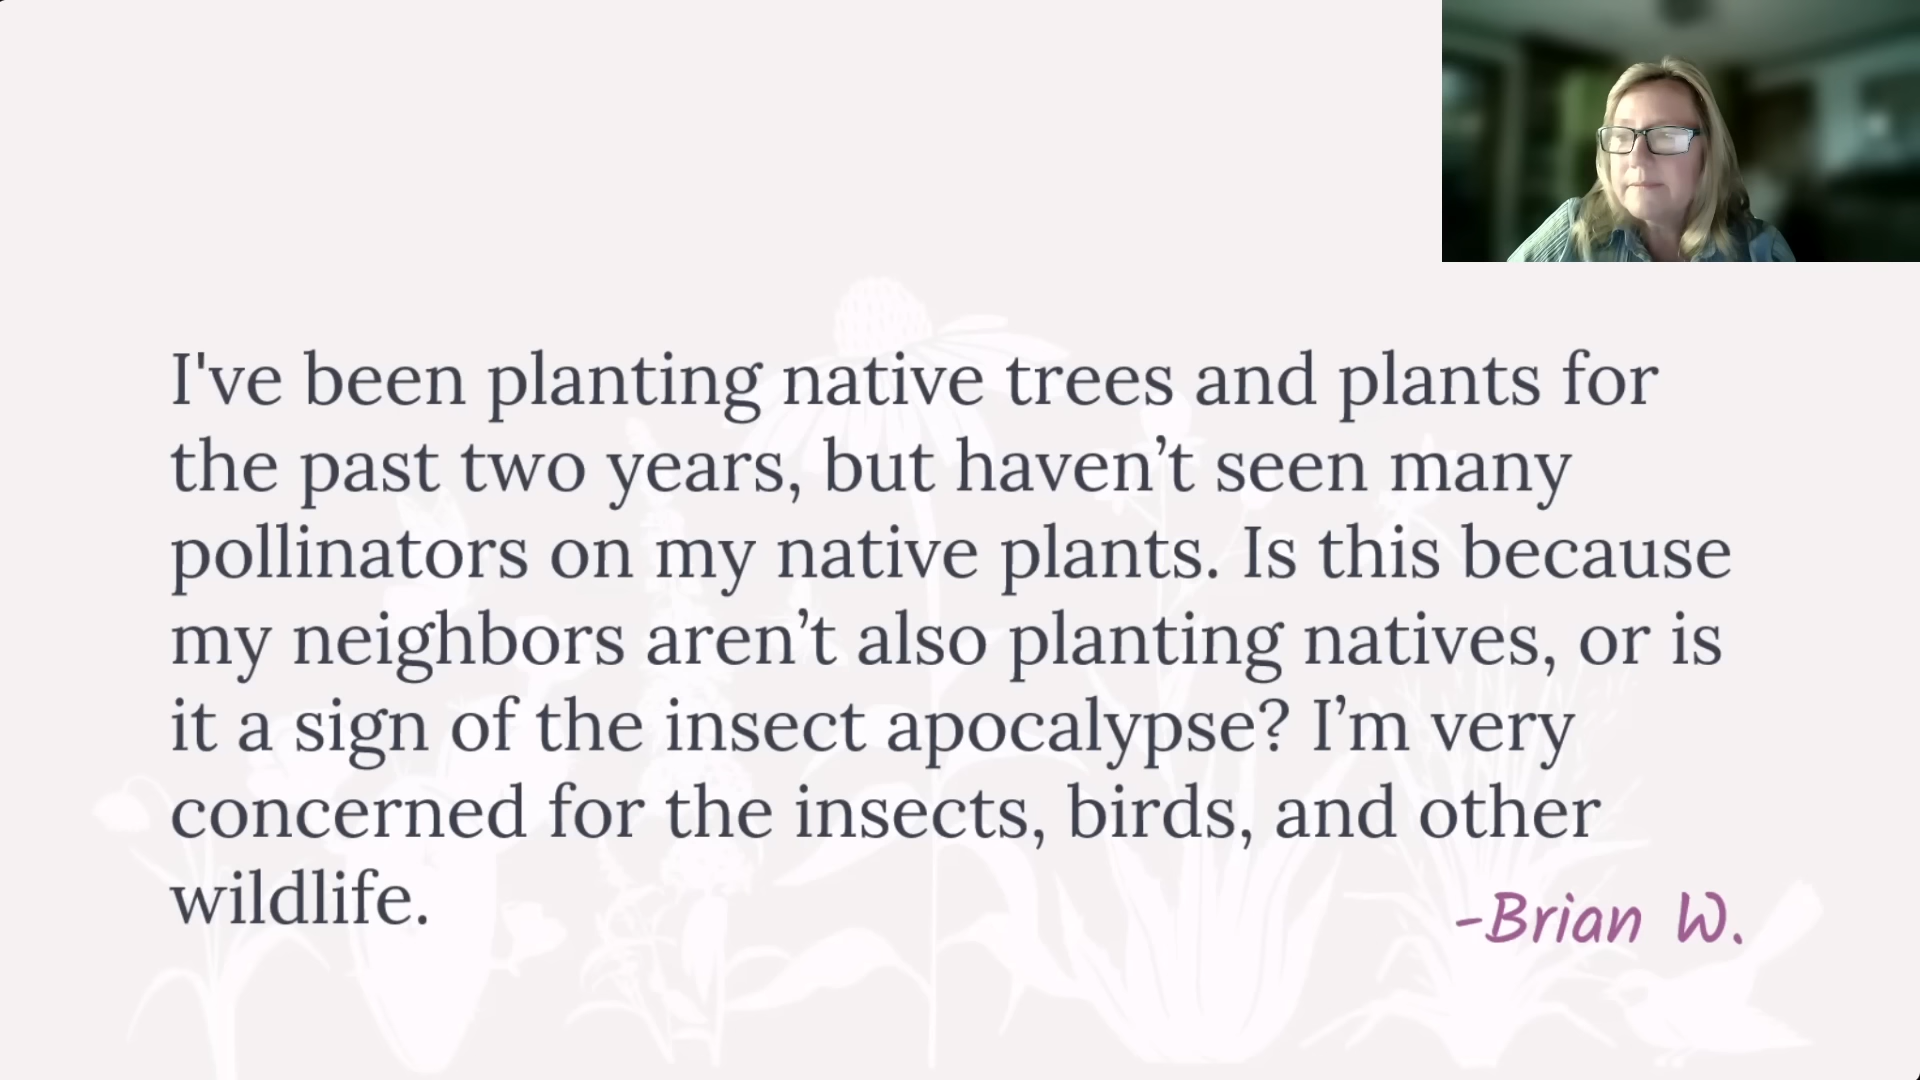 I've been planting native trees and plants for
the past two years, but haven’t seen many
pollinators on my native plants. Is this because
my neighbors aren’t also planting natives, or is
it a sign of the insect apocalypse? I’m very
concerned for the insects, birds, and other
wildlife.
-Brian W.